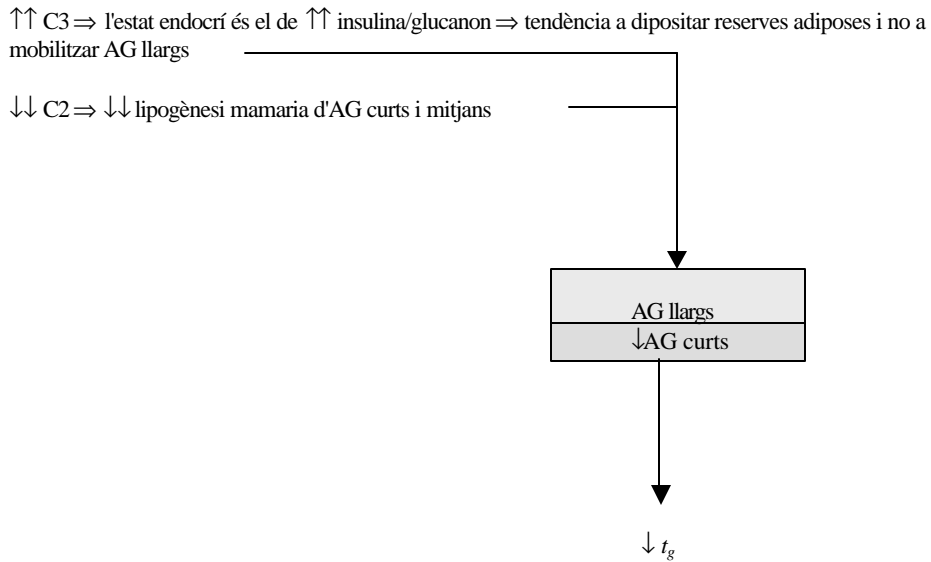 ↑↑ C3 ⇒ l'estat endocrí és el de ↑↑ insulina/glucanon ⇒ tendència a dipositar reserves adiposes i no a
mobilitzar AG llargs
↓↓ C2 ⇒ ↓↓ lipogènesi mamaria d'AG curts i mitjans
AG llargs
↓AG curts
↓ tg